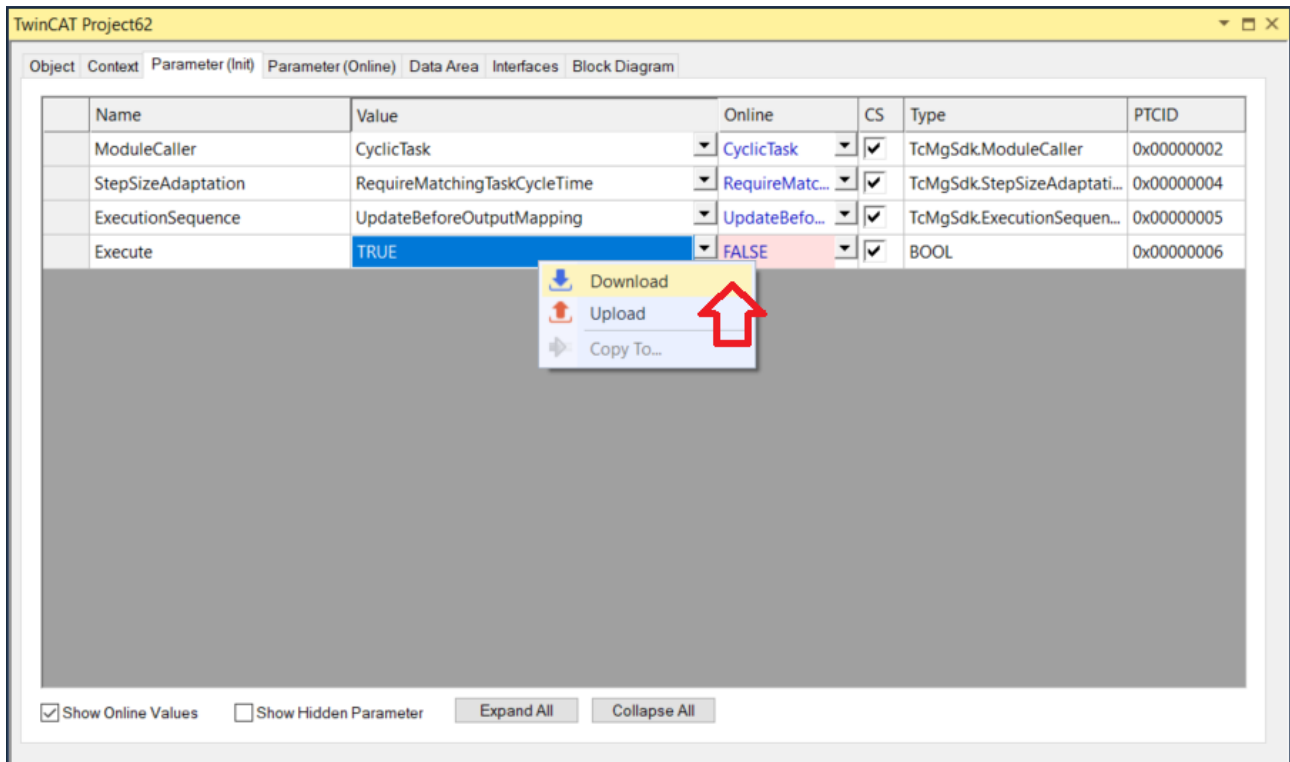 TwinCAT Project62
Object Context Parameter (Init) Parameter (Online) Data Area Interfaces Block Diagram
Name Value Online CS Type PTCID
ModuleCaller CyclicTask CyclicTask TcMgSdk.ModuleCaller 0x00000002
StepSizeAdaptation RequireMatchingTaskCycleTime RequireMatc... TcMgSdk.StepSizeAdaptati... 0x00000004
ExecutionSequence UpdateBeforeOutputMapping UpdateBefo... TcMgSdk.ExecutionSequen... 0x00000005
Execute TRUE FALSE BOOL 0x00000006
Download
Upload
Copy To...
Show Online Values Show Hidden Parameter Expand All Collapse All